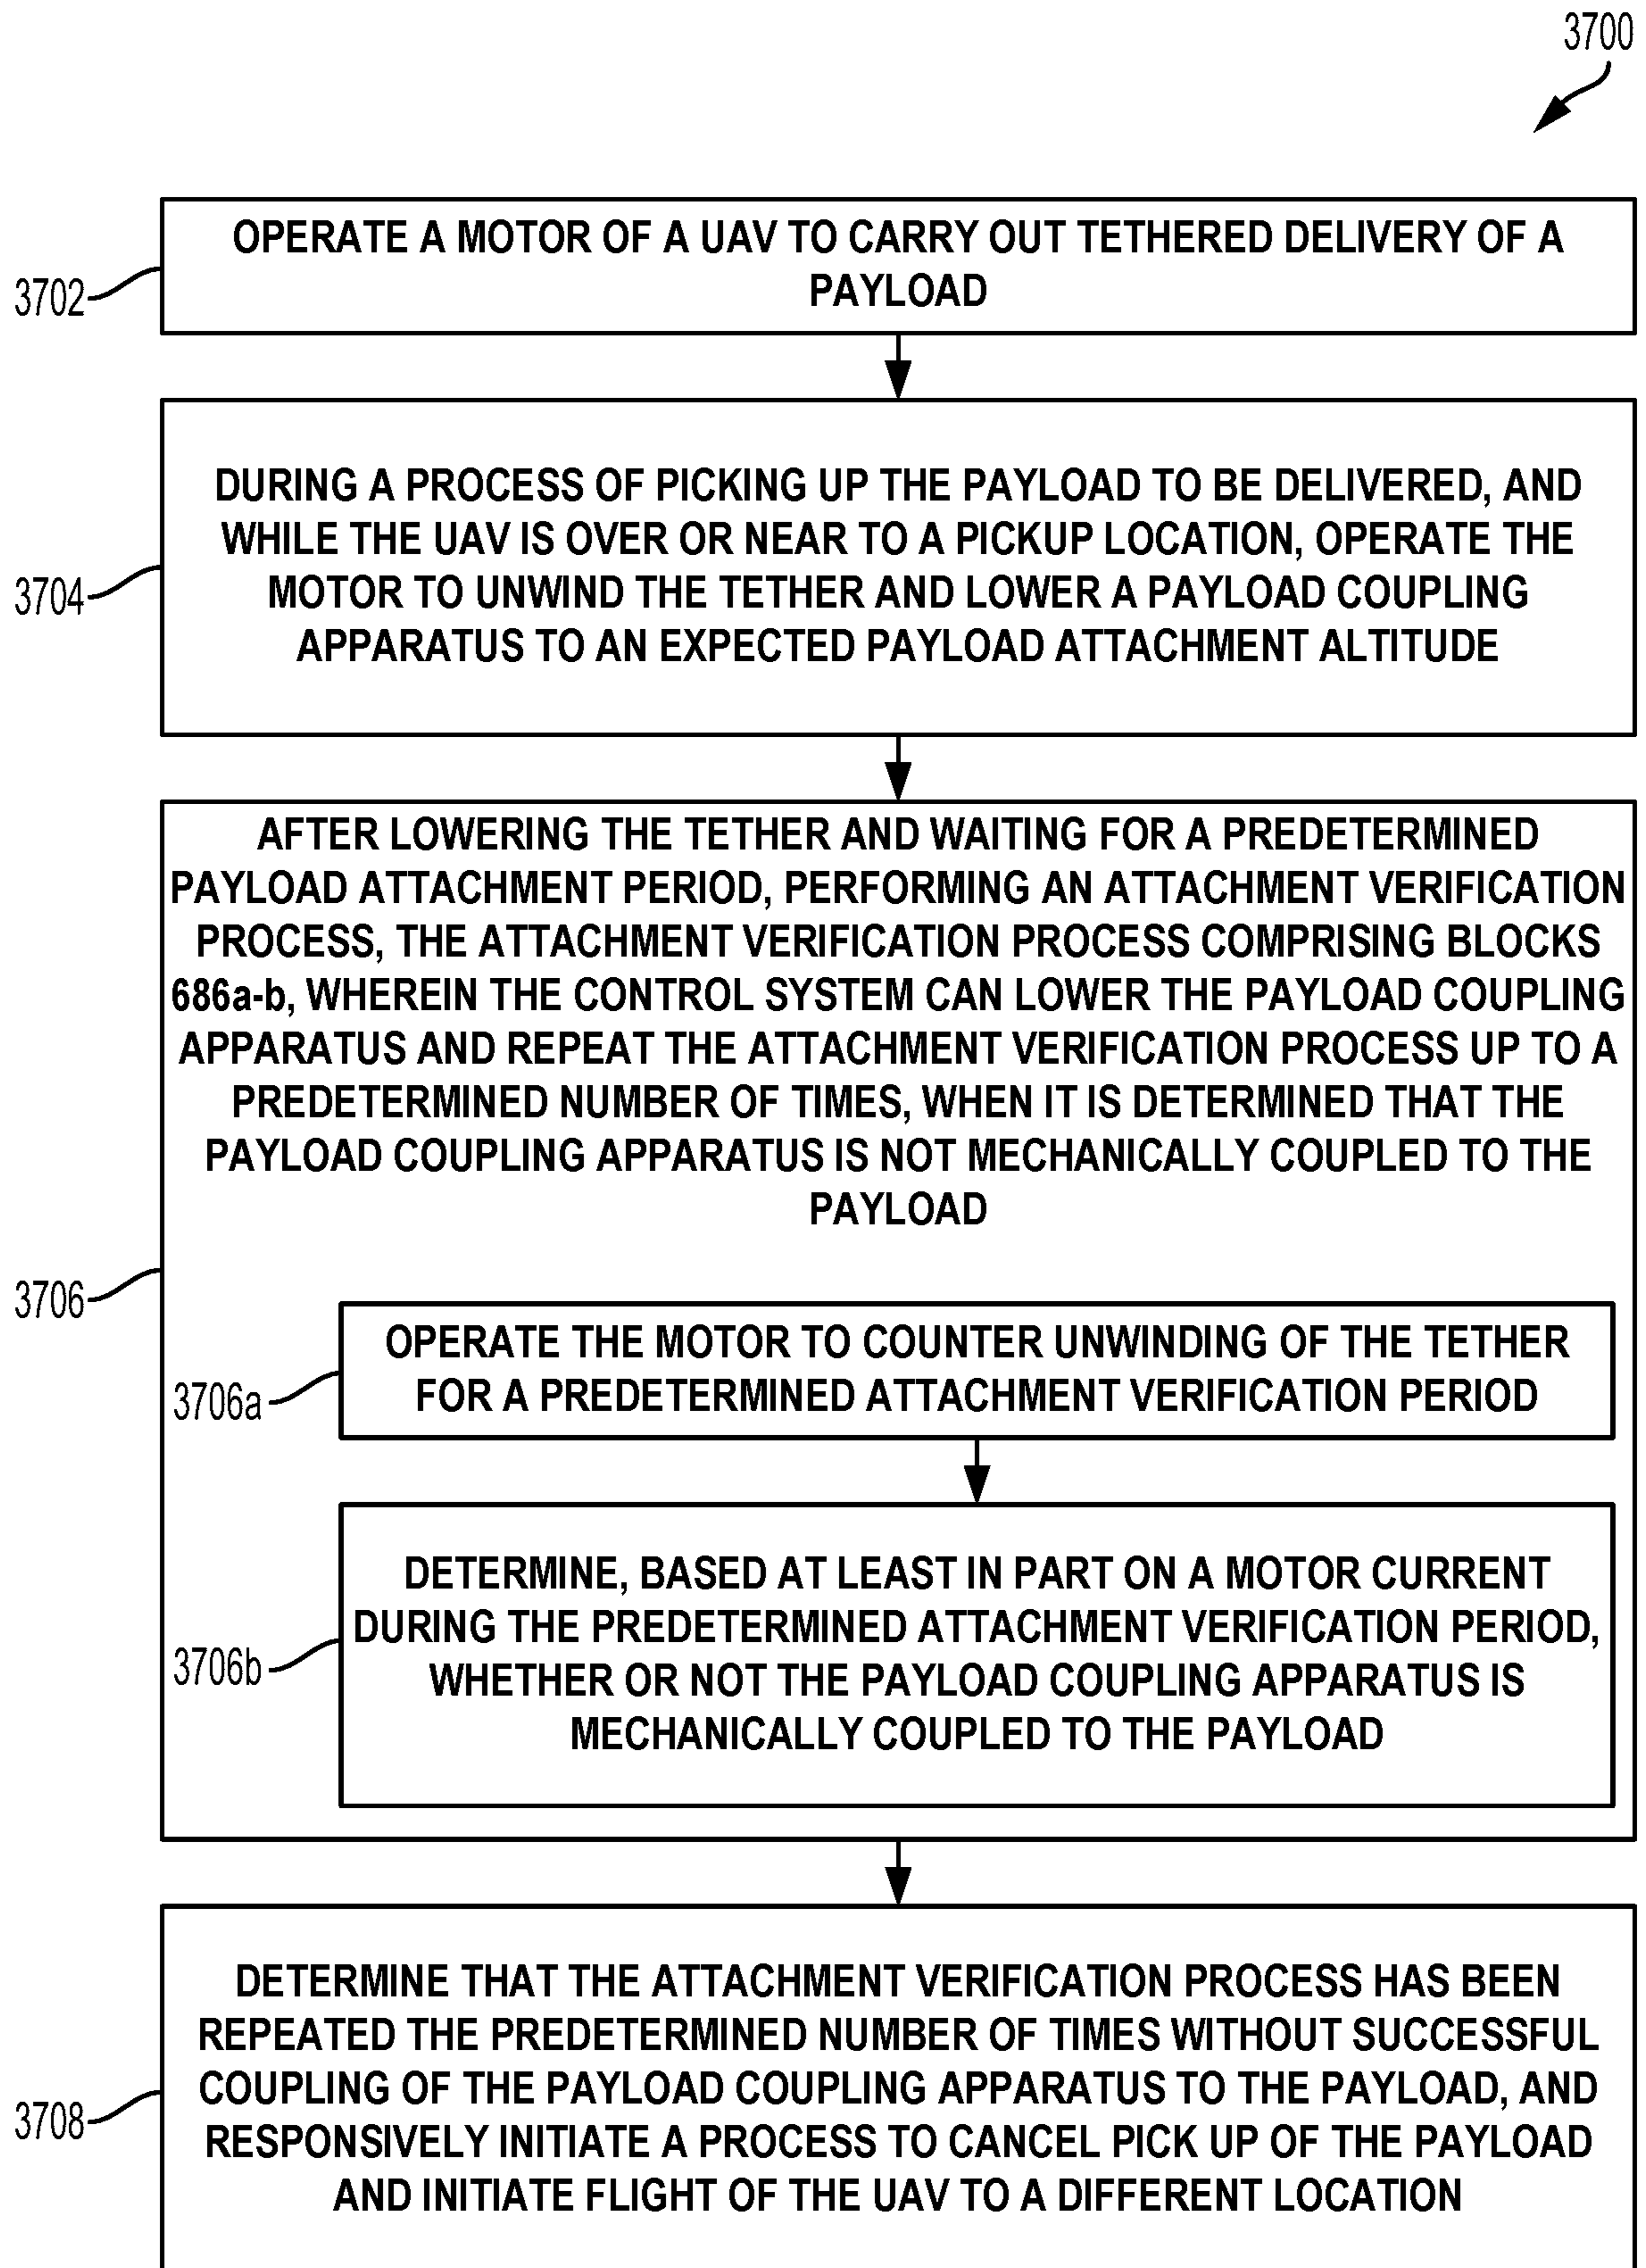 3700
OPERATE A MOTOR OF A UAV TO CARRY OUT TETHERED DELIVERY OF A
PAYLOAD
3702
DURING A PROCESS OF PICKING UP THE PAYLOAD TO BE DELIVERED, AND
WHILE THE UAV IS OVER OR NEAR TO A PICKUP LOCATION, OPERATE THE
MOTOR TO UNWIND THE TETHER AND LOWER A PAYLOAD COUPLING
APPARATUS TO AN EXPECTED PAYLOAD ATTACHMENT ALTITUDE
3704
AFTER LOWERING THE TETHER AND WAITING FOR A PREDETERMINED
PAYLOAD ATTACHMENT PERIOD, PERFORMING AN ATTACHMENT VERIFICATION
PROCESS, THE ATTACHMENT VERIFICATION PROCESS COMPRISING BLOCKS
686a-b, WHEREIN THE CONTROL SYSTEM CAN LOWER THE PAYLOAD COUPLING
APPARATUS AND REPEAT THE ATTACHMENT VERIFICATION PROCESS UP TO A
PREDETERMINED NUMBER OF TIMES, WHEN IT IS DETERMINED THAT THE
PAYLOAD COUPLING APPARATUS IS NOT MECHANICALLY COUPLED TO THE
PAYLOAD
3706
OPERATE THE MOTOR TO COUNTER UNWINDING OF THE TETHER
FOR A PREDETERMINED ATTACHMENT VERIFICATION PERIOD
3706a
DETERMINE, BASED AT LEAST IN PART ON A MOTOR CURRENT
DURING THE PREDETERMINED ATTACHMENT VERIFICATION PERIOD,
WHETHER OR NOT THE PAYLOAD COUPLING APPARATUS IS
MECHANICALLY COUPLED TO THE PAYLOAD
3706b
DETERMINE THAT THE ATTACHMENT VERIFICATION PROCESS HAS BEEN
REPEATED THE PREDETERMINED NUMBER OF TIMES WITHOUT SUCCESSFUL
COUPLING OF THE PAYLOAD COUPLING APPARATUS TO THE PAYLOAD, AND
RESPONSIVELY INITIATE A PROCESS TO CANCEL PICK UP OF THE PAYLOAD
AND INITIATE FLIGHT OF THE UAV TO A DIFFERENT LOCATION
3708